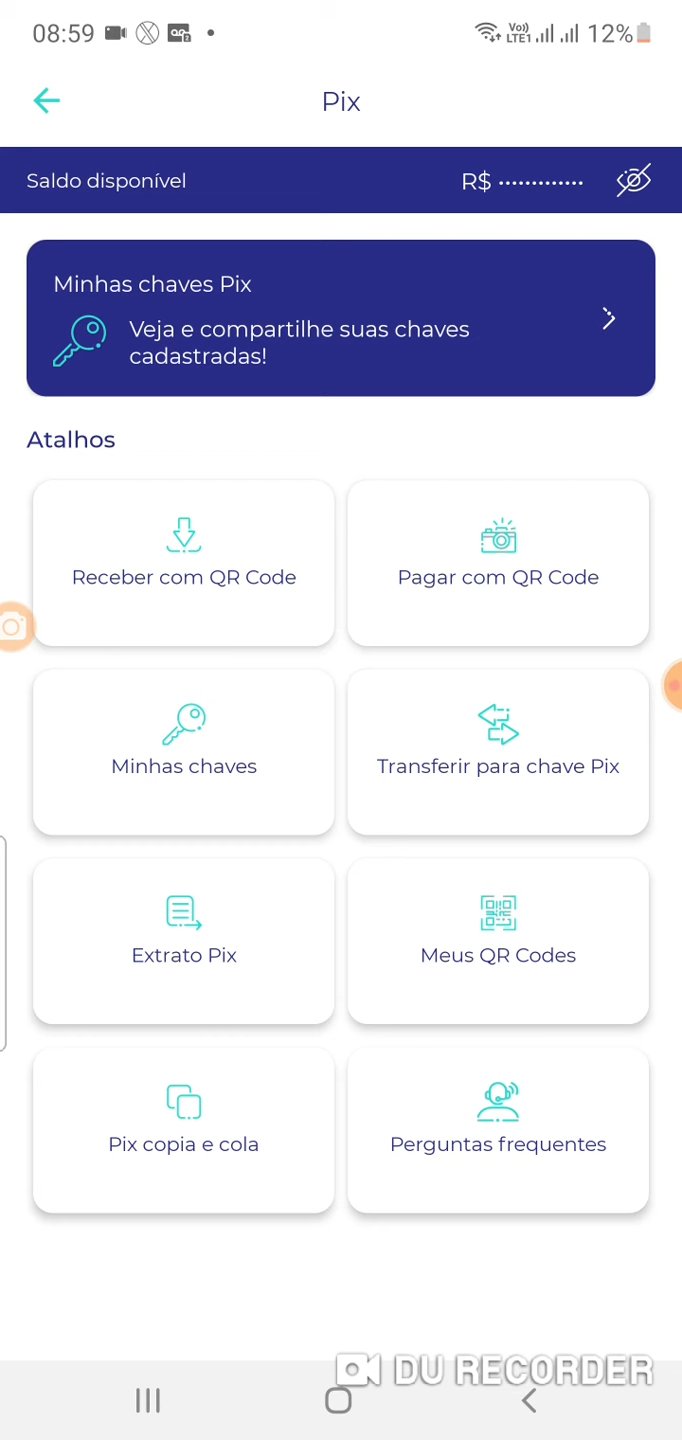 08:59
Vo))
LTE1
12%
Pix
Saldo disponível
R$ ·············
Minhas chaves Pix
Veja e compartilhe suas chaves
cadastradas!
Atalhos
Receber com QR Code
Pagar com QR Code
Minhas chaves
Transferir para chave Pix
Extrato Pix
Meus QR Codes
Pix copia e cola
Perguntas frequentes
DU RECORDER